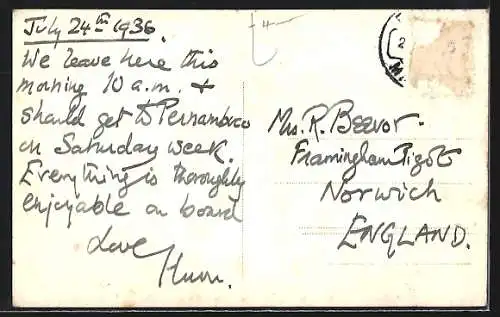 July 24th 1936.
We leave here this
morning 10 a.m. &
should get to Pernambuco
on Saturday week.
Everything is thoroughly
enjoyable on board
Love
Mrs. R. Beevor
Framingham Pigot
Norwich
ENGLAND.